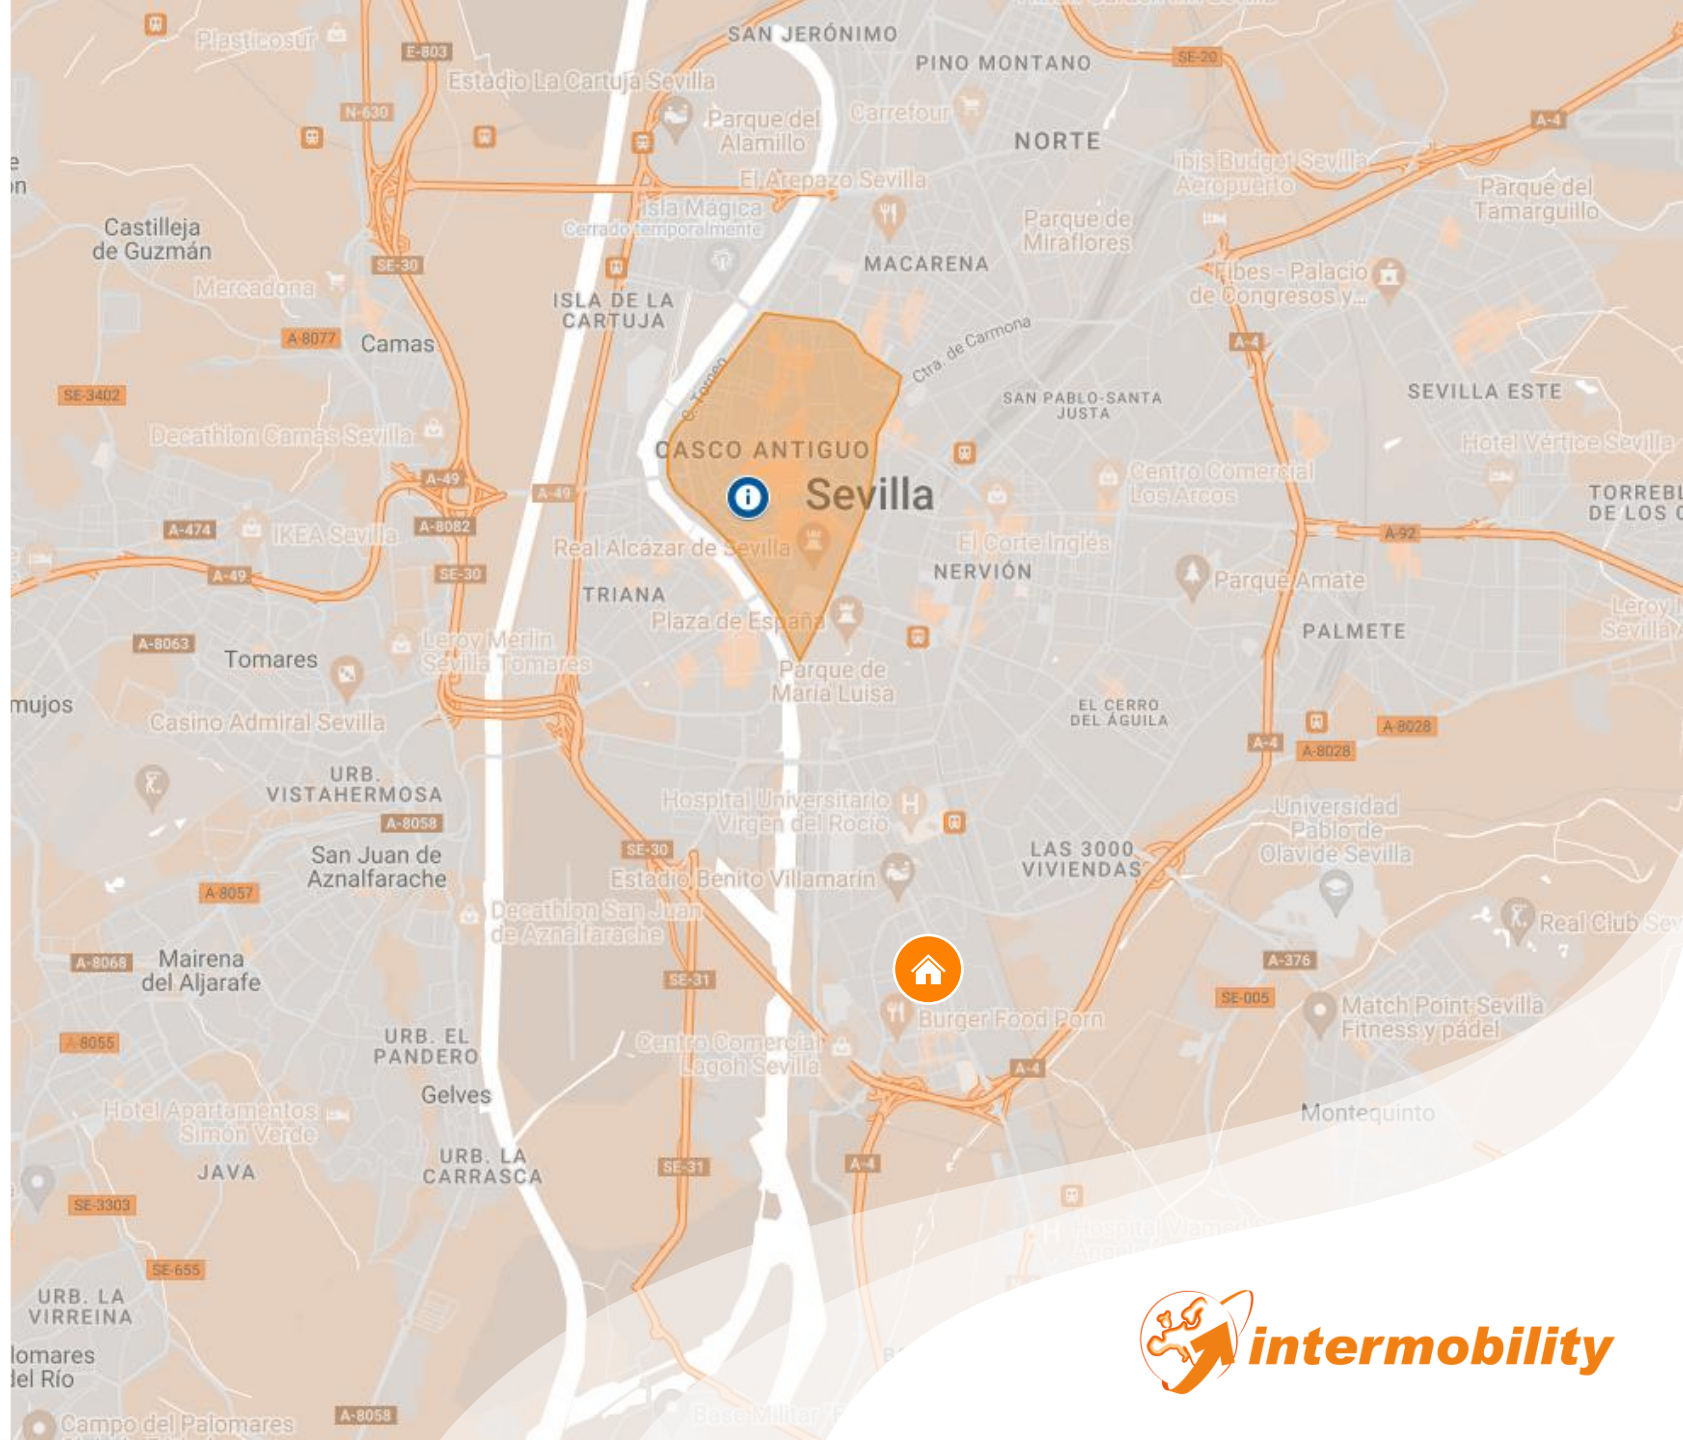 SAN JERÓNIMO
PINO MONTANO
SE-20
Plasticosur
E-803
Estadio La Cartuja Sevilla
N-630
Parque del
Alamillo
Carrefour
A-4
NORTE
ibis Budget Sevilla
Aeropuerto
El Arepazo Sevilla
Parque del
Tamarguillo
Isla Mágica
Cerrado temporalmente
Parque de
Miraflores
Castilleja
de Guzmán
SE-30
MACARENA
Fibes - Palacio
de Congresos y...
Mercadona
ISLA DE LA
CARTUJA
A-8077
Camas
Ctra. de Carmona
A-4
C. Torneo
SE-3402
SAN PABLO-SANTA
JUSTA
SEVILLA ESTE
Decathlon Camas Sevilla
CASCO ANTIGUO
Hotel Vértice Sevilla
A-49
A-49
Sevilla
Centro Comercial
Los Arcos
TORREBL
DE LOS C
A-474
IKEA Sevilla
A-8082
A-92
Real Alcázar de Sevilla
El Corte Inglés
A-49
SE-30
NERVIÓN
Parque Amate
TRIANA
Plaza de España
Leroy M
Sevilla A
A-8063
Leroy Merlin
Sevilla Tomares
PALMETE
Tomares
Parque de
María Luisa
mujos
Casino Admiral Sevilla
EL CERRO
DEL ÁGUILA
A-8028
A-4
A-8028
URB.
VISTAHERMOSA
Hospital Universitario
Virgen del Rocío
Universidad
Pablo de
Olavide Sevilla
A-8058
SE-30
San Juan de
Aznalfarache
LAS 3000
VIVIENDAS
Estadio Benito Villamarín
A-8057
Decathlon San Juan
de Aznalfarache
Real Club Sev
A-8068
Mairena
del Aljarafe
SE-31
A-376
SE-005
Match Point Sevilla
Fitness y pádel
Burger Food Porn
A-8055
URB. EL
PANDERO
Centro Comercial
Lagoh Sevilla
A-4
Gelves
Hotel Apartamentos
Simón Verde
Montequinto
JAVA
URB. LA
CARRASCA
SE-31
A-4
SE-3303
Hospital Viamed
SE-655
URB. LA
VIRREINA
lomares
del Río
intermobility
A-8058
Campo del Palomares
Base Militar "E